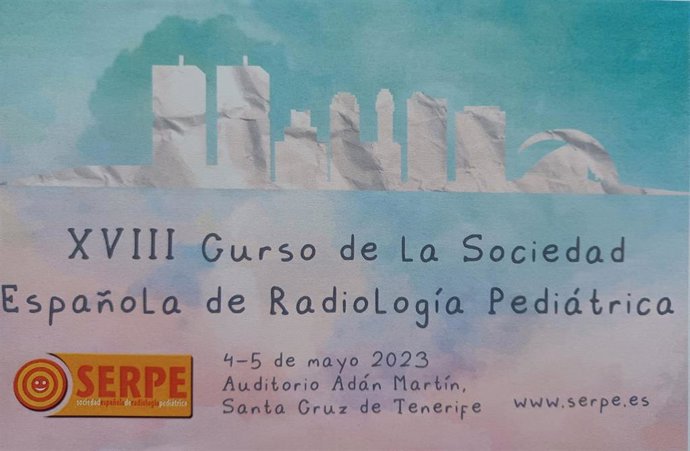 XVIII Curso de la Sociedad
Española de Radiología Pediátrica
SERPE
sociedadespañoladeradiologíapediátrica
4-5 de mayo 2023
Auditorio Adán Martín,
Santa Cruz de Tenerife
www.serpe.es